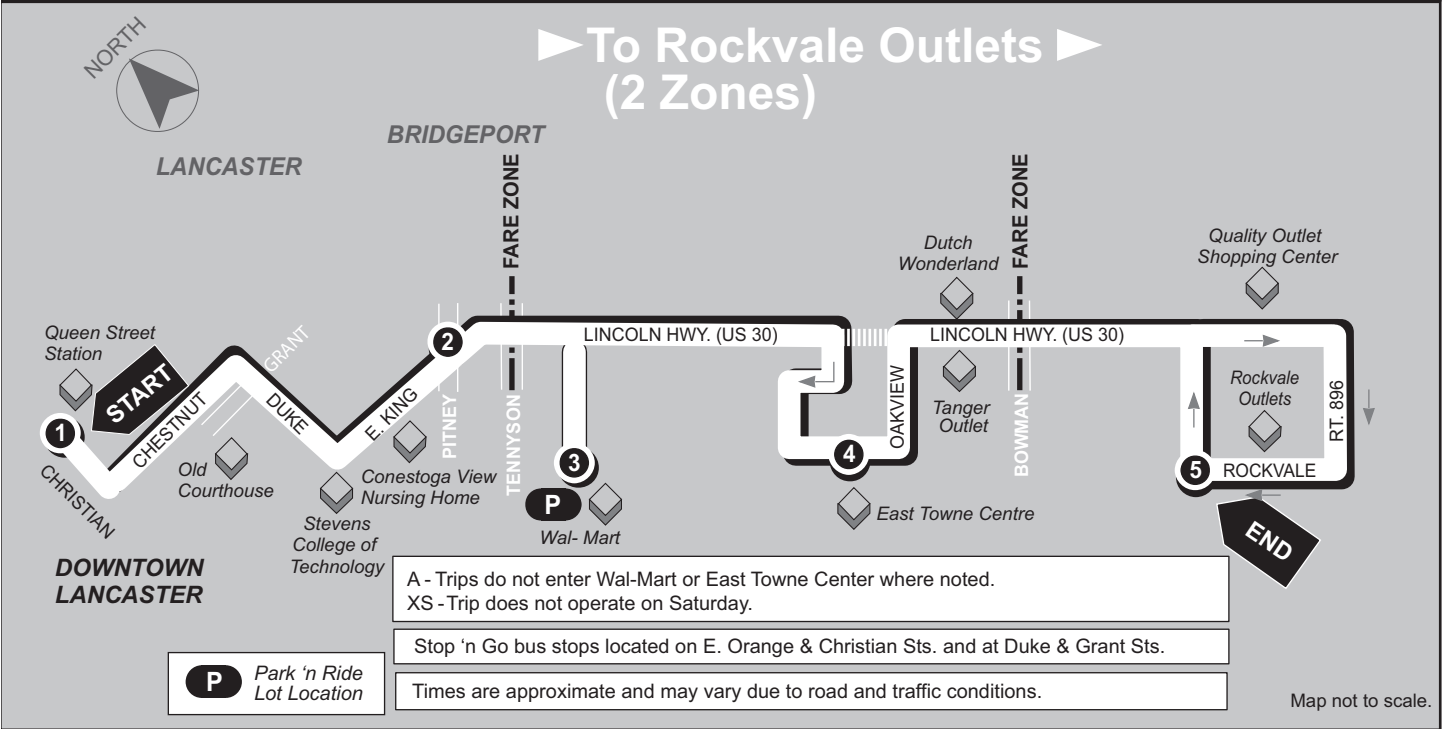 NORTH
To Rockvale Outlets
(2 Zones)
LANCASTER
BRIDGEPORT
FARE ZONE
FARE ZONE
Dutch
Wonderland
Quality Outlet
Shopping Center
Queen Street
Station
START
1
CHRISTIAN
CHESTNUT
GRANT
DUKE
Old
Courthouse
E. KING
2
PITNEY
TENNYSON
Conestoga View
Nursing Home
Stevens
College of
Technology
LINCOLN HWY. (US 30)
3
P
Wal- Mart
4
OAKVIEW
East Towne Centre
LINCOLN HWY. (US 30)
Tanger
Outlet
BOWMAN
Rockvale
Outlets
RT. 896
5
ROCKVALE
END
DOWNTOWN
LANCASTER
A - Trips do not enter Wal-Mart or East Towne Center where noted.
XS - Trip does not operate on Saturday.
Stop ‘n Go bus stops located on E. Orange & Christian Sts. and at Duke & Grant Sts.
Times are approximate and may vary due to road and traffic conditions.
P
Park ‘n Ride
Lot Location
Map not to scale.